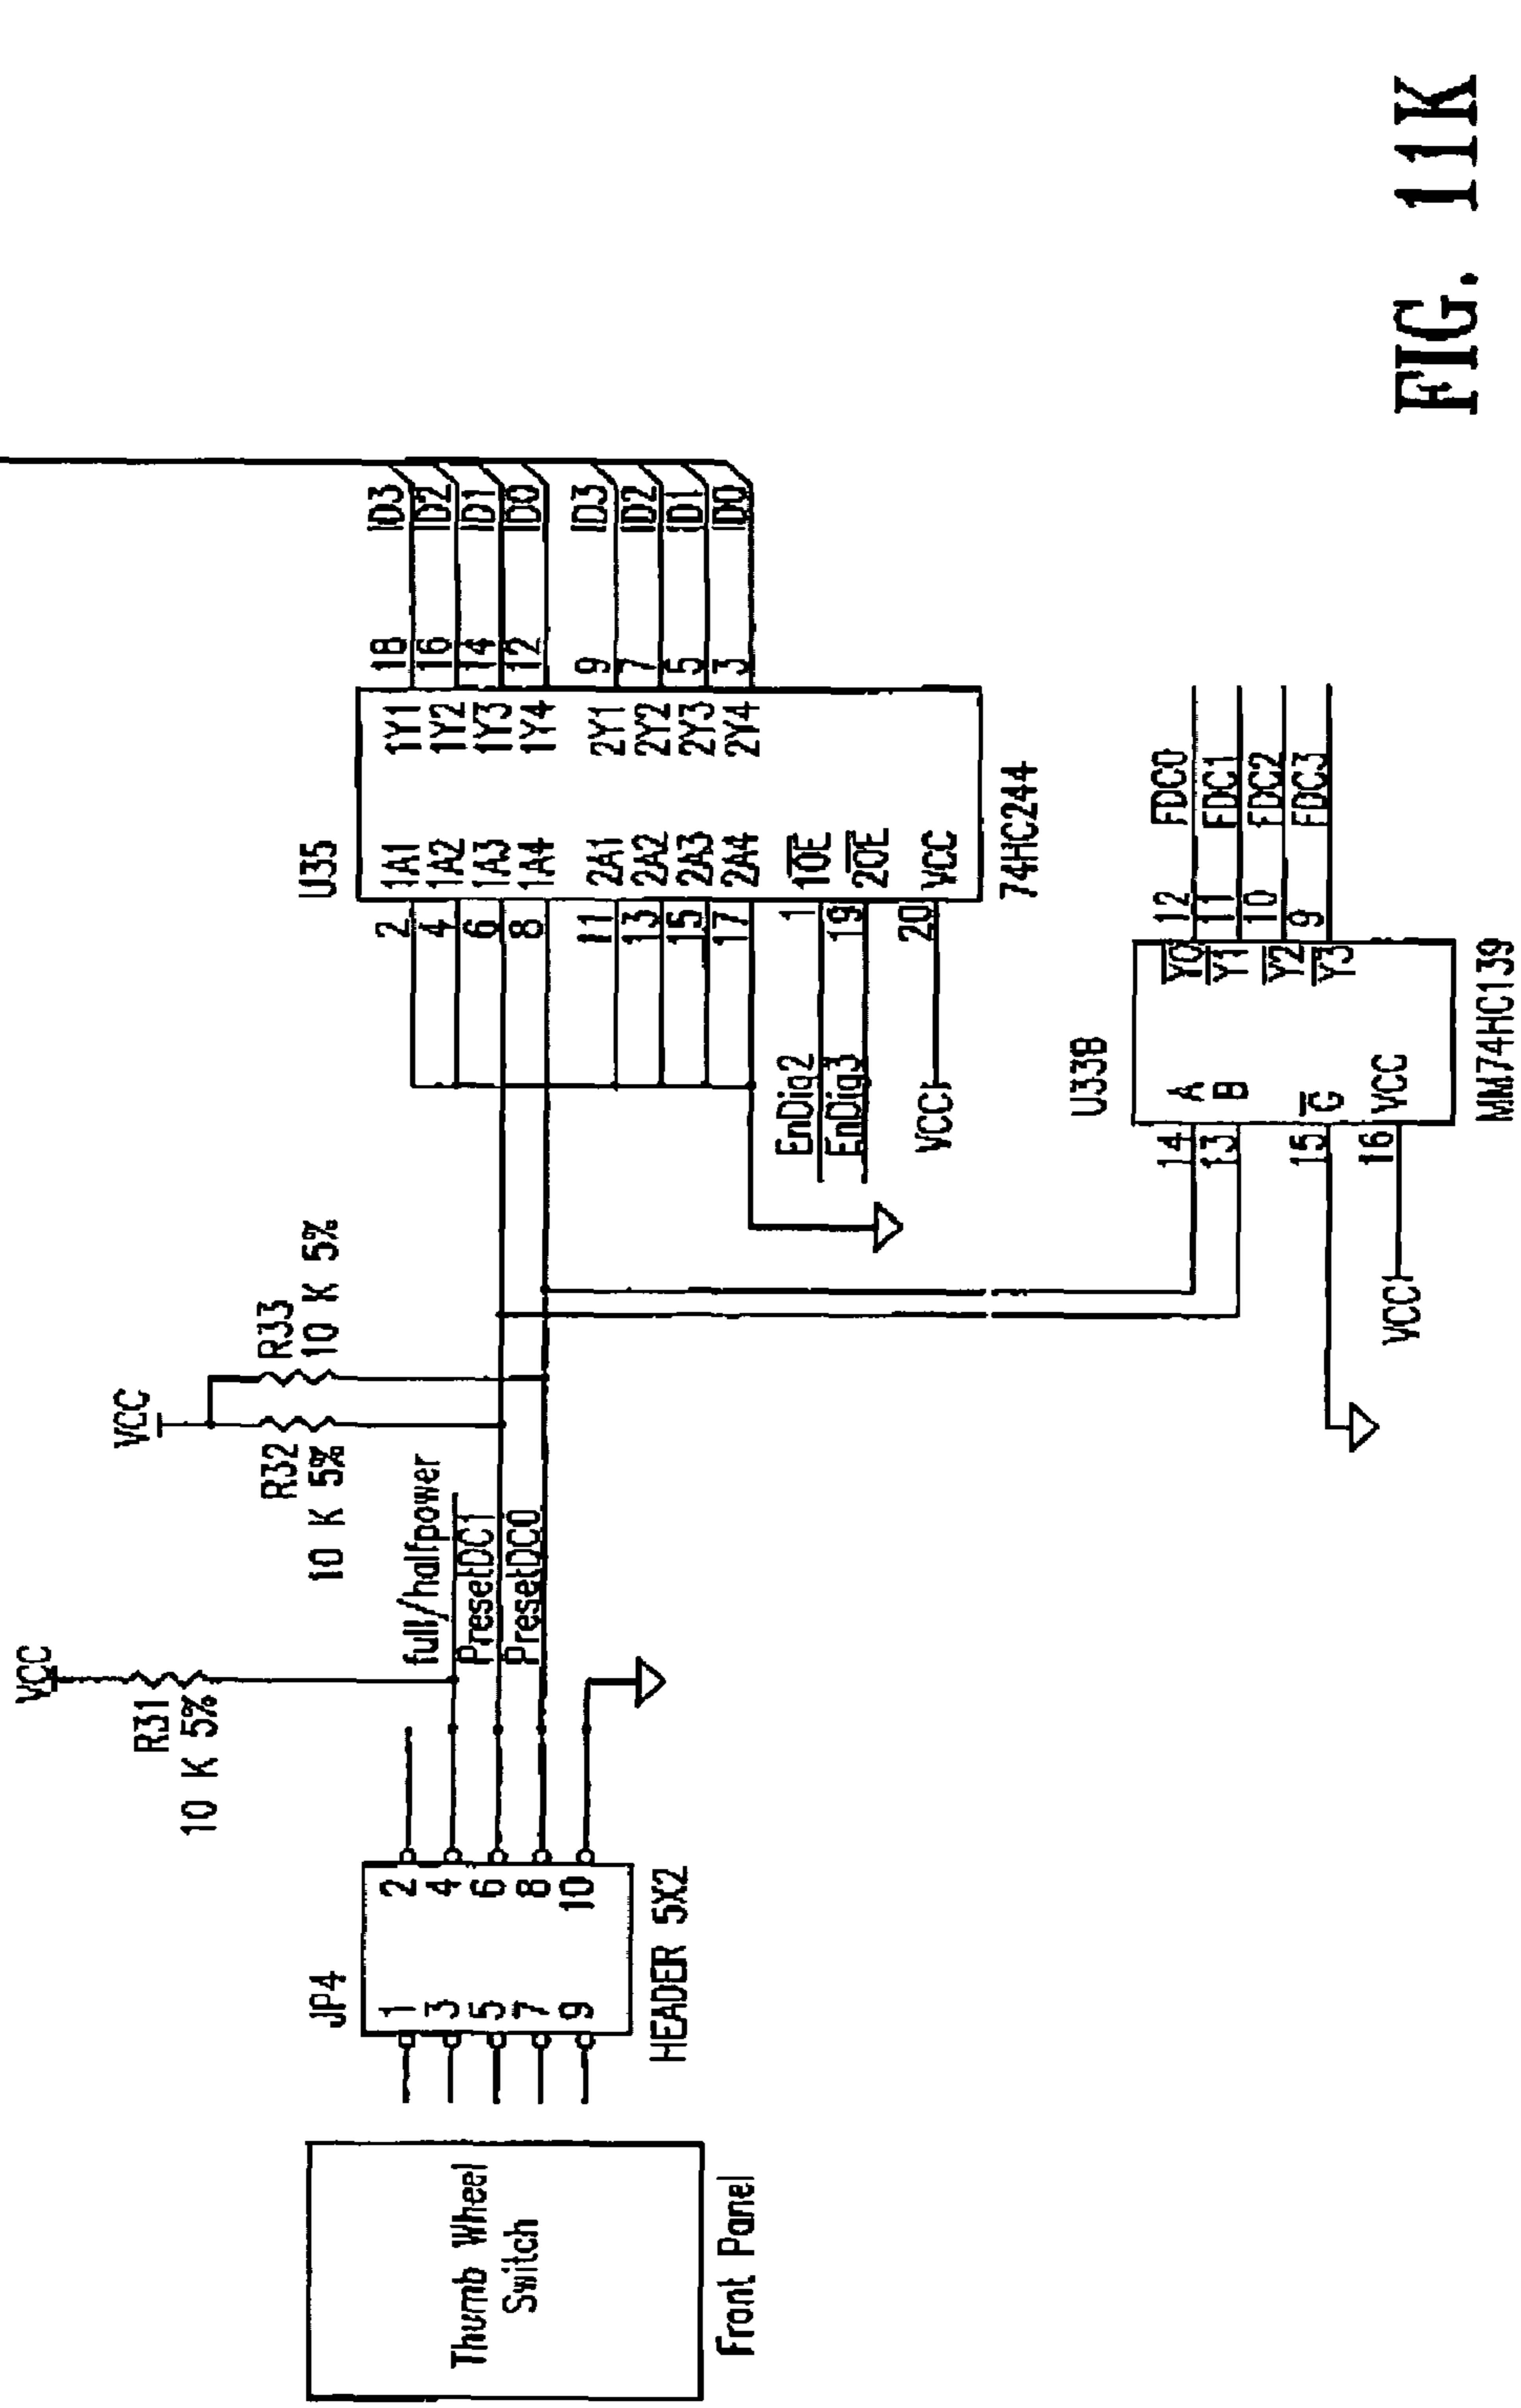 VCC
R31
10 K 5%
VCC
R32
10 K 5%
R33
10 K 5%
full/halfpower
PresetDC1
PresetDC0
Thumb Wheel
Switch
Front Panel
JP4
1 2
3 4
5 6
7 8
9 10
HEADER 5X2
U35
2 1A1 1Y1 18 ID3
4 1A2 1Y2 16 ID2
6 1A3 1Y3 14 ID1
8 1A4 1Y4 12 ID0
11 2A1 2Y1 9 ID3
13 2A2 2Y2 7 ID2
15 2A3 2Y3 5 ID1
17 2A4 2Y4 3 ID0
EnDig2 1 1OE
EnDig3 19 2OE
VCC 20 VCC
74HC244
U33B
14 A Y0 12 FDC0
13 B Y1 11 FDC1
Y2 10 FDC2
15 G Y3 9 FDC3
VCC 16 VCC
MM74HC139
FIG. 11K